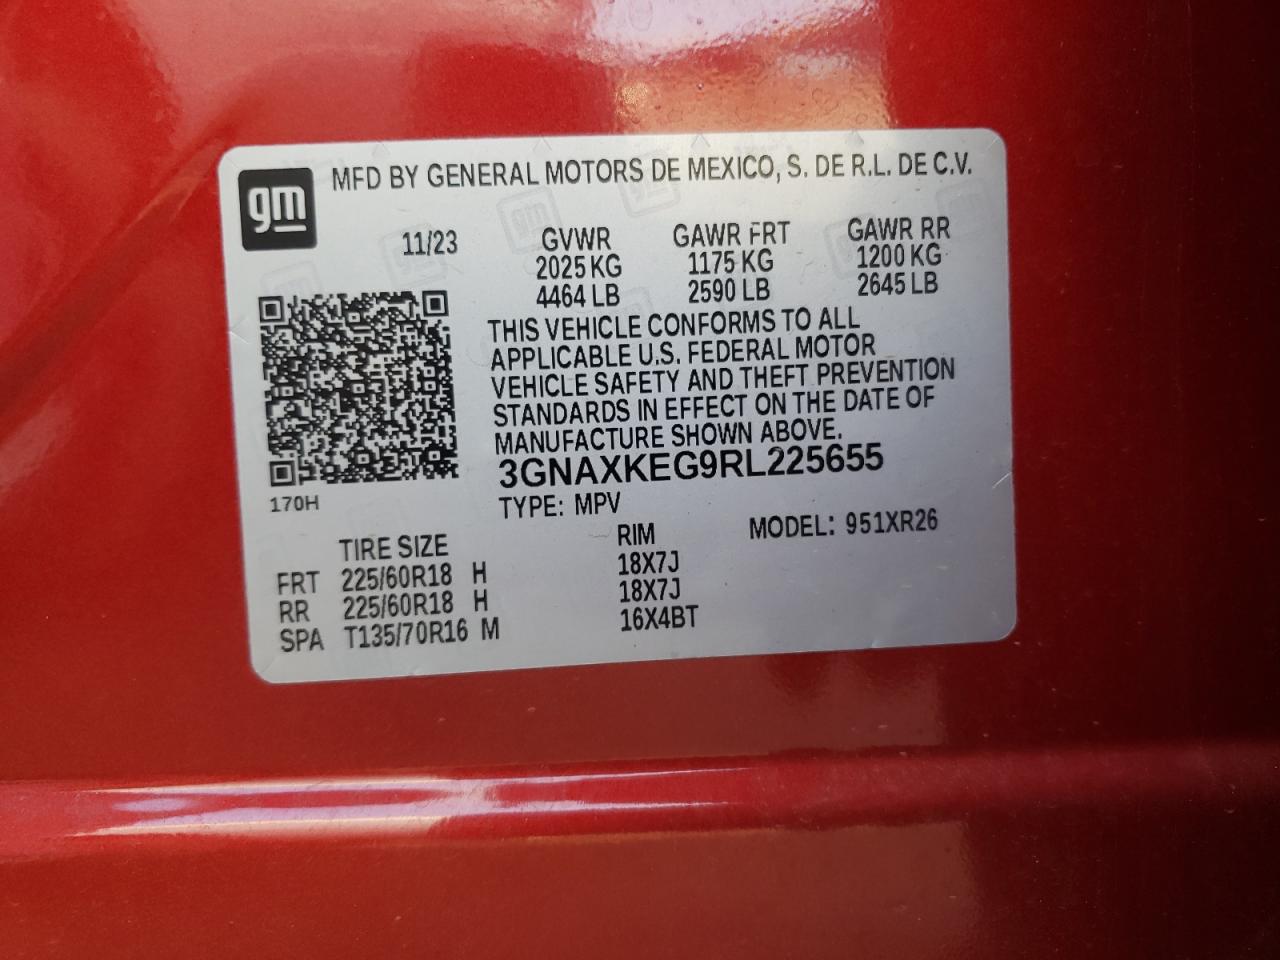 gm
MFD BY GENERAL MOTORS DE MEXICO, S. DE R.L. DE C.V.
11/23 GVWR GAWR FRT GAWR RR
2025 KG 1175 KG 1200 KG
4464 LB 2590 LB 2645 LB
THIS VEHICLE CONFORMS TO ALL
APPLICABLE U.S. FEDERAL MOTOR
VEHICLE SAFETY AND THEFT PREVENTION
STANDARDS IN EFFECT ON THE DATE OF
MANUFACTURE SHOWN ABOVE.
3GNAXKEG9RL225655
170H
TYPE: MPV
MODEL: 951XR26
TIRE SIZE RIM
FRT 225/60R18 H 18X7J
RR 225/60R18 H 18X7J
SPA T135/70R16 M 16X4BT